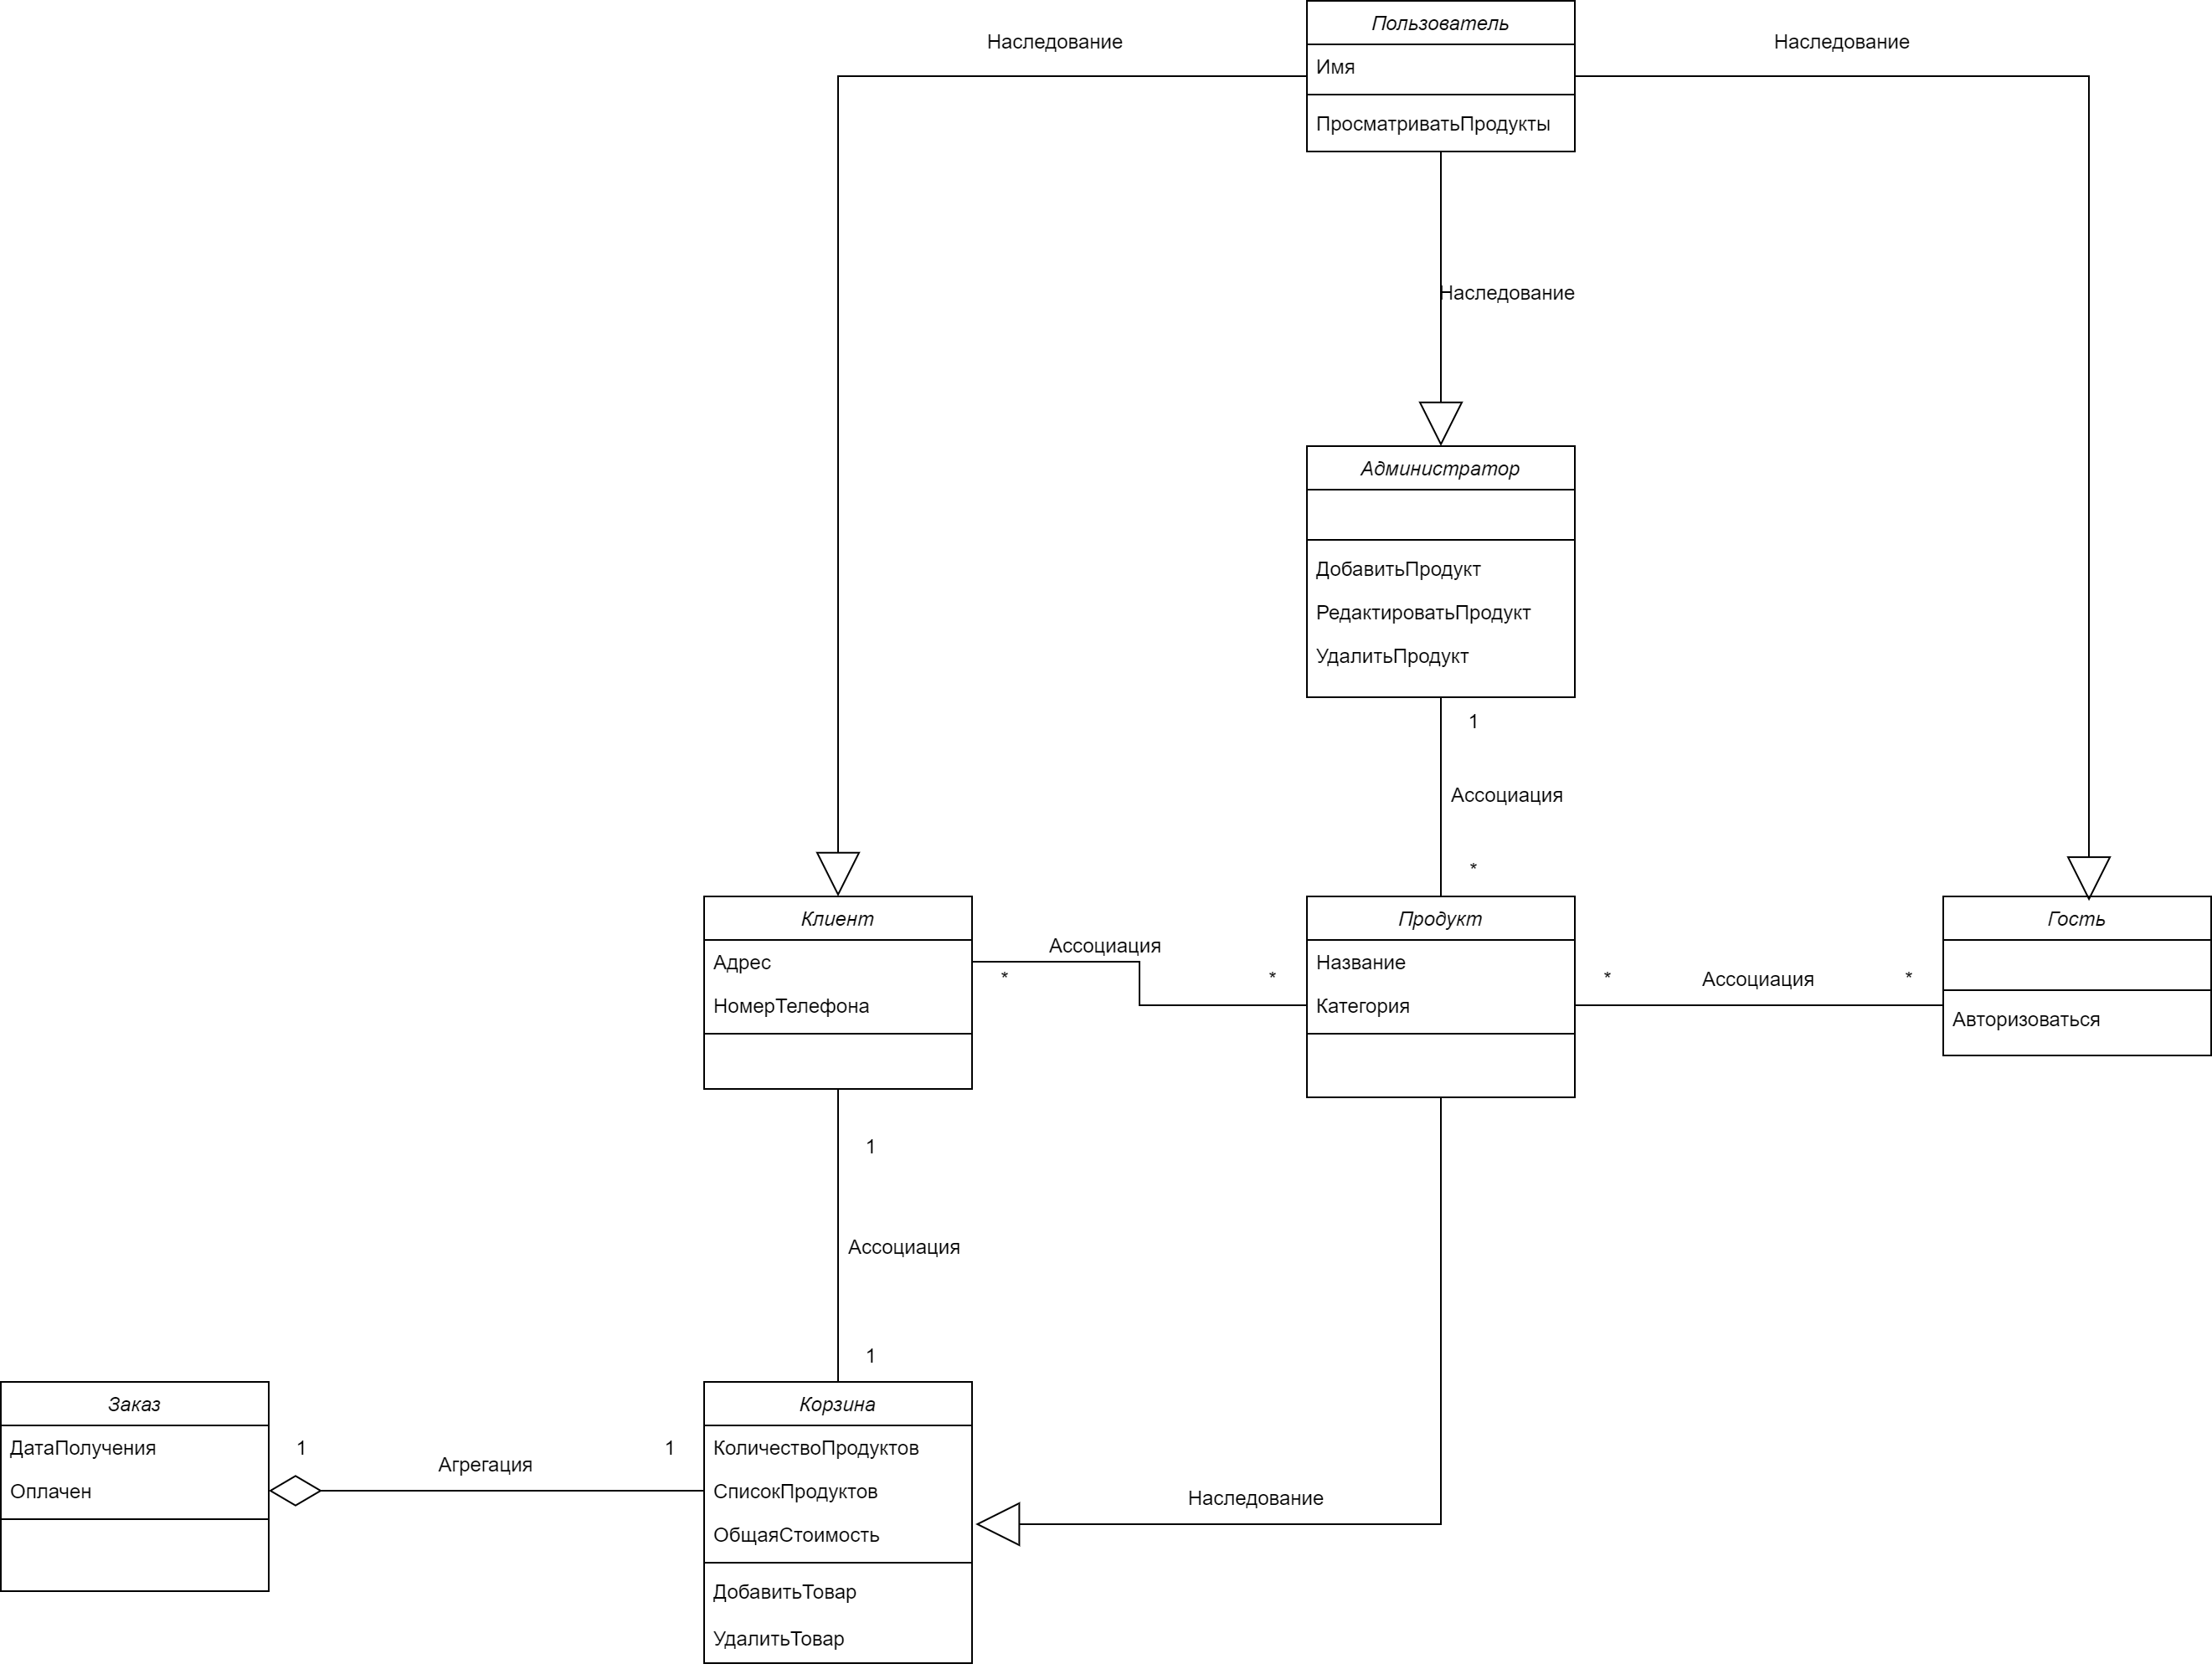 Пользователь
Наследование
Наследование
Имя
ПросматриватьПродукты
Наследование
Администратор
ДобавитьПродукт
РедактироватьПродукт
УдалитьПродукт
1
Ассоциация
*
Клиент
Адрес
НомерТелефона
Ассоциация
*
*
Продукт
Название
Категория
*
Ассоциация
*
Гость
Авторизоваться
1
Ассоциация
1
Заказ
ДатаПолучения
Оплачен
1
Агрегация
1
Корзина
КоличествоПродуктов
СписокПродуктов
ОбщаяСтоимость
ДобавитьТовар
УдалитьТовар
Наследование